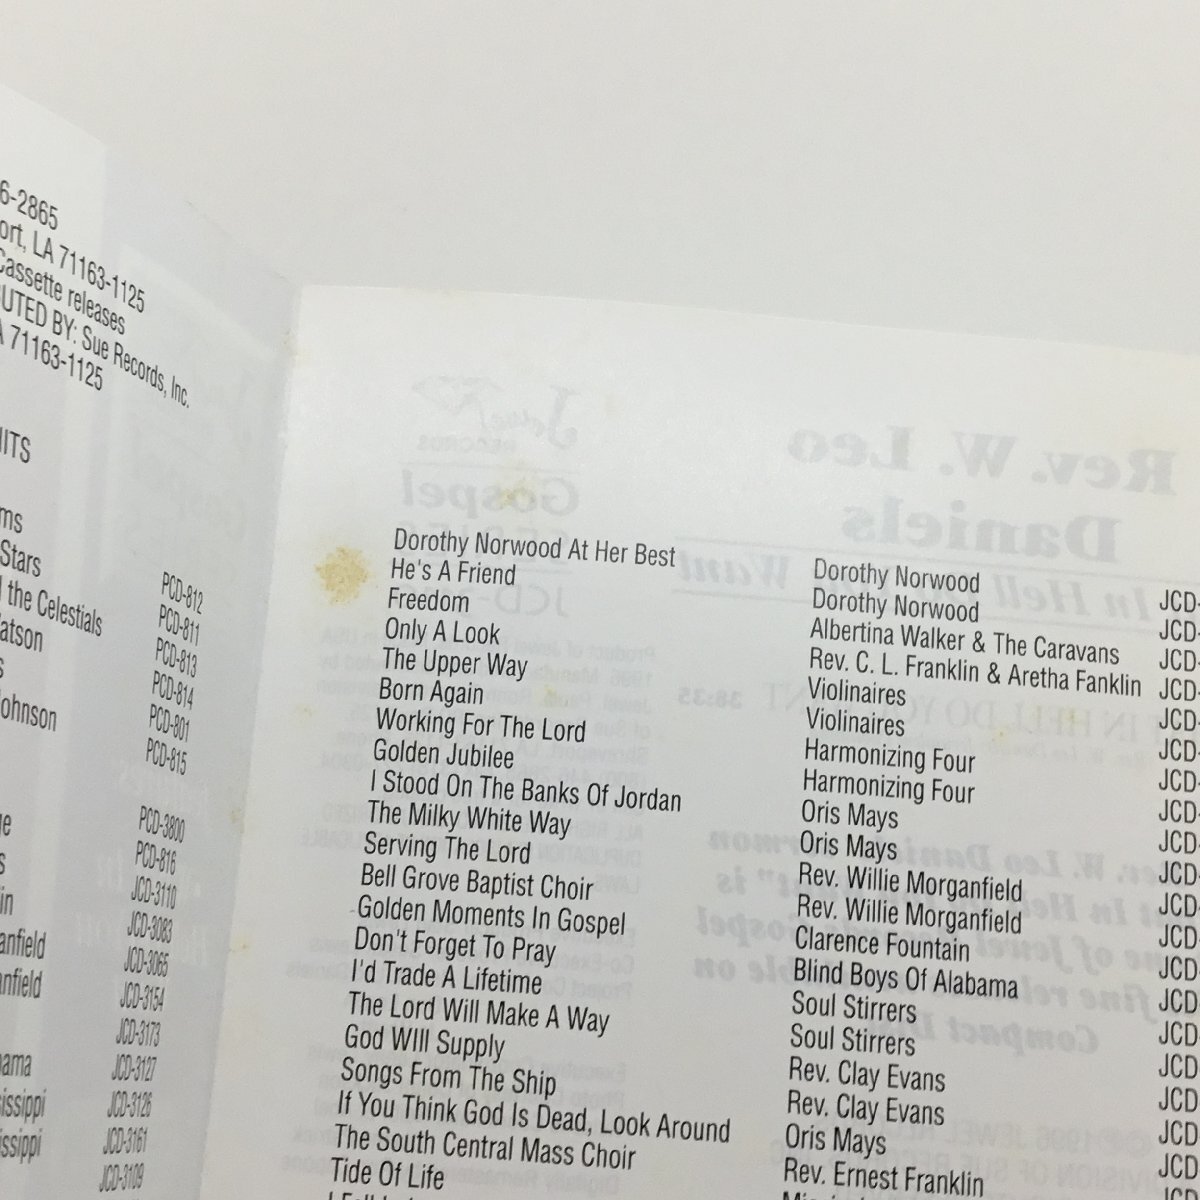 6-2865
ort, LA 71163-1125
Cassette releases
UTED BY: Sue Records, Inc.
A 71163-1125
HITS
ms
Stars
the Celestials
atson
s
ohnson
e
s
in
anfield
anfield
ama
issippi
issippi
PCD-812
PCD-811
PCD-813
PCD-814
PCD-801
PCD-815
PCD-3800
PCD-816
JCD-3110
JCD-3083
JCD-3065
JCD-3154
JCD-3173
JCD-3127
JCD-3126
JCD-3161
JCD-3109
Dorothy Norwood At Her Best
He's A Friend
Freedom
Only A Look
The Upper Way
Born Again
Working For The Lord
Golden Jubilee
I Stood On The Banks Of Jordan
The Milky White Way
Serving The Lord
Bell Grove Baptist Choir
Golden Moments In Gospel
Don't Forget To Pray
I'd Trade A Lifetime
The Lord Will Make A Way
God WIll Supply
Songs From The Ship
If You Think God Is Dead, Look Around
The South Central Mass Choir
Tide Of Life
Dorothy Norwood JCD-
Dorothy Norwood JCD-
Albertina Walker & The Caravans JCD-
Rev. C. L. Franklin & Aretha Fanklin JCD-
Violinaires JCD-
Violinaires JCD-
Harmonizing Four JCD-
Harmonizing Four JCD-
Oris Mays JCD-
Oris Mays JCD-
Rev. Willie Morganfield JCD-
Rev. Willie Morganfield JCD-
Clarence Fountain JCD-
Blind Boys Of Alabama JCD-
Soul Stirrers JCD-
Soul Stirrers JCD-
Rev. Clay Evans JCD-
Rev. Clay Evans JCD-
Oris Mays JCD-
Rev. Ernest Franklin JCD-